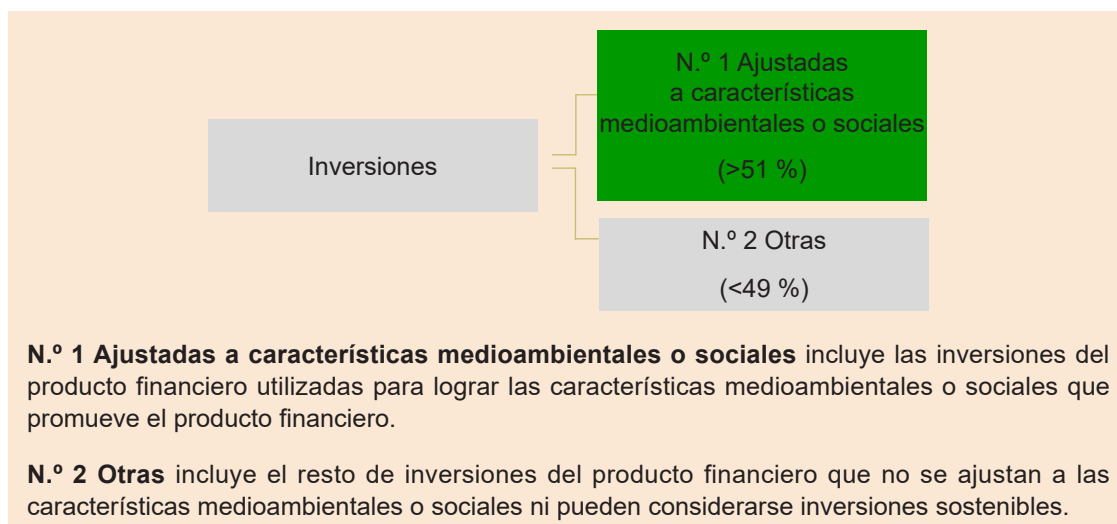 N.º 1 Ajustadas
a características
medioambientales o sociales
(>51 %)
Inversiones
N.º 2 Otras
(<49 %)
N.º 1 Ajustadas a características medioambientales o sociales incluye las inversiones del
producto financiero utilizadas para lograr las características medioambientales o sociales que
promueve el producto financiero.
N.º 2 Otras incluye el resto de inversiones del producto financiero que no se ajustan a las
características medioambientales o sociales ni pueden considerarse inversiones sostenibles.